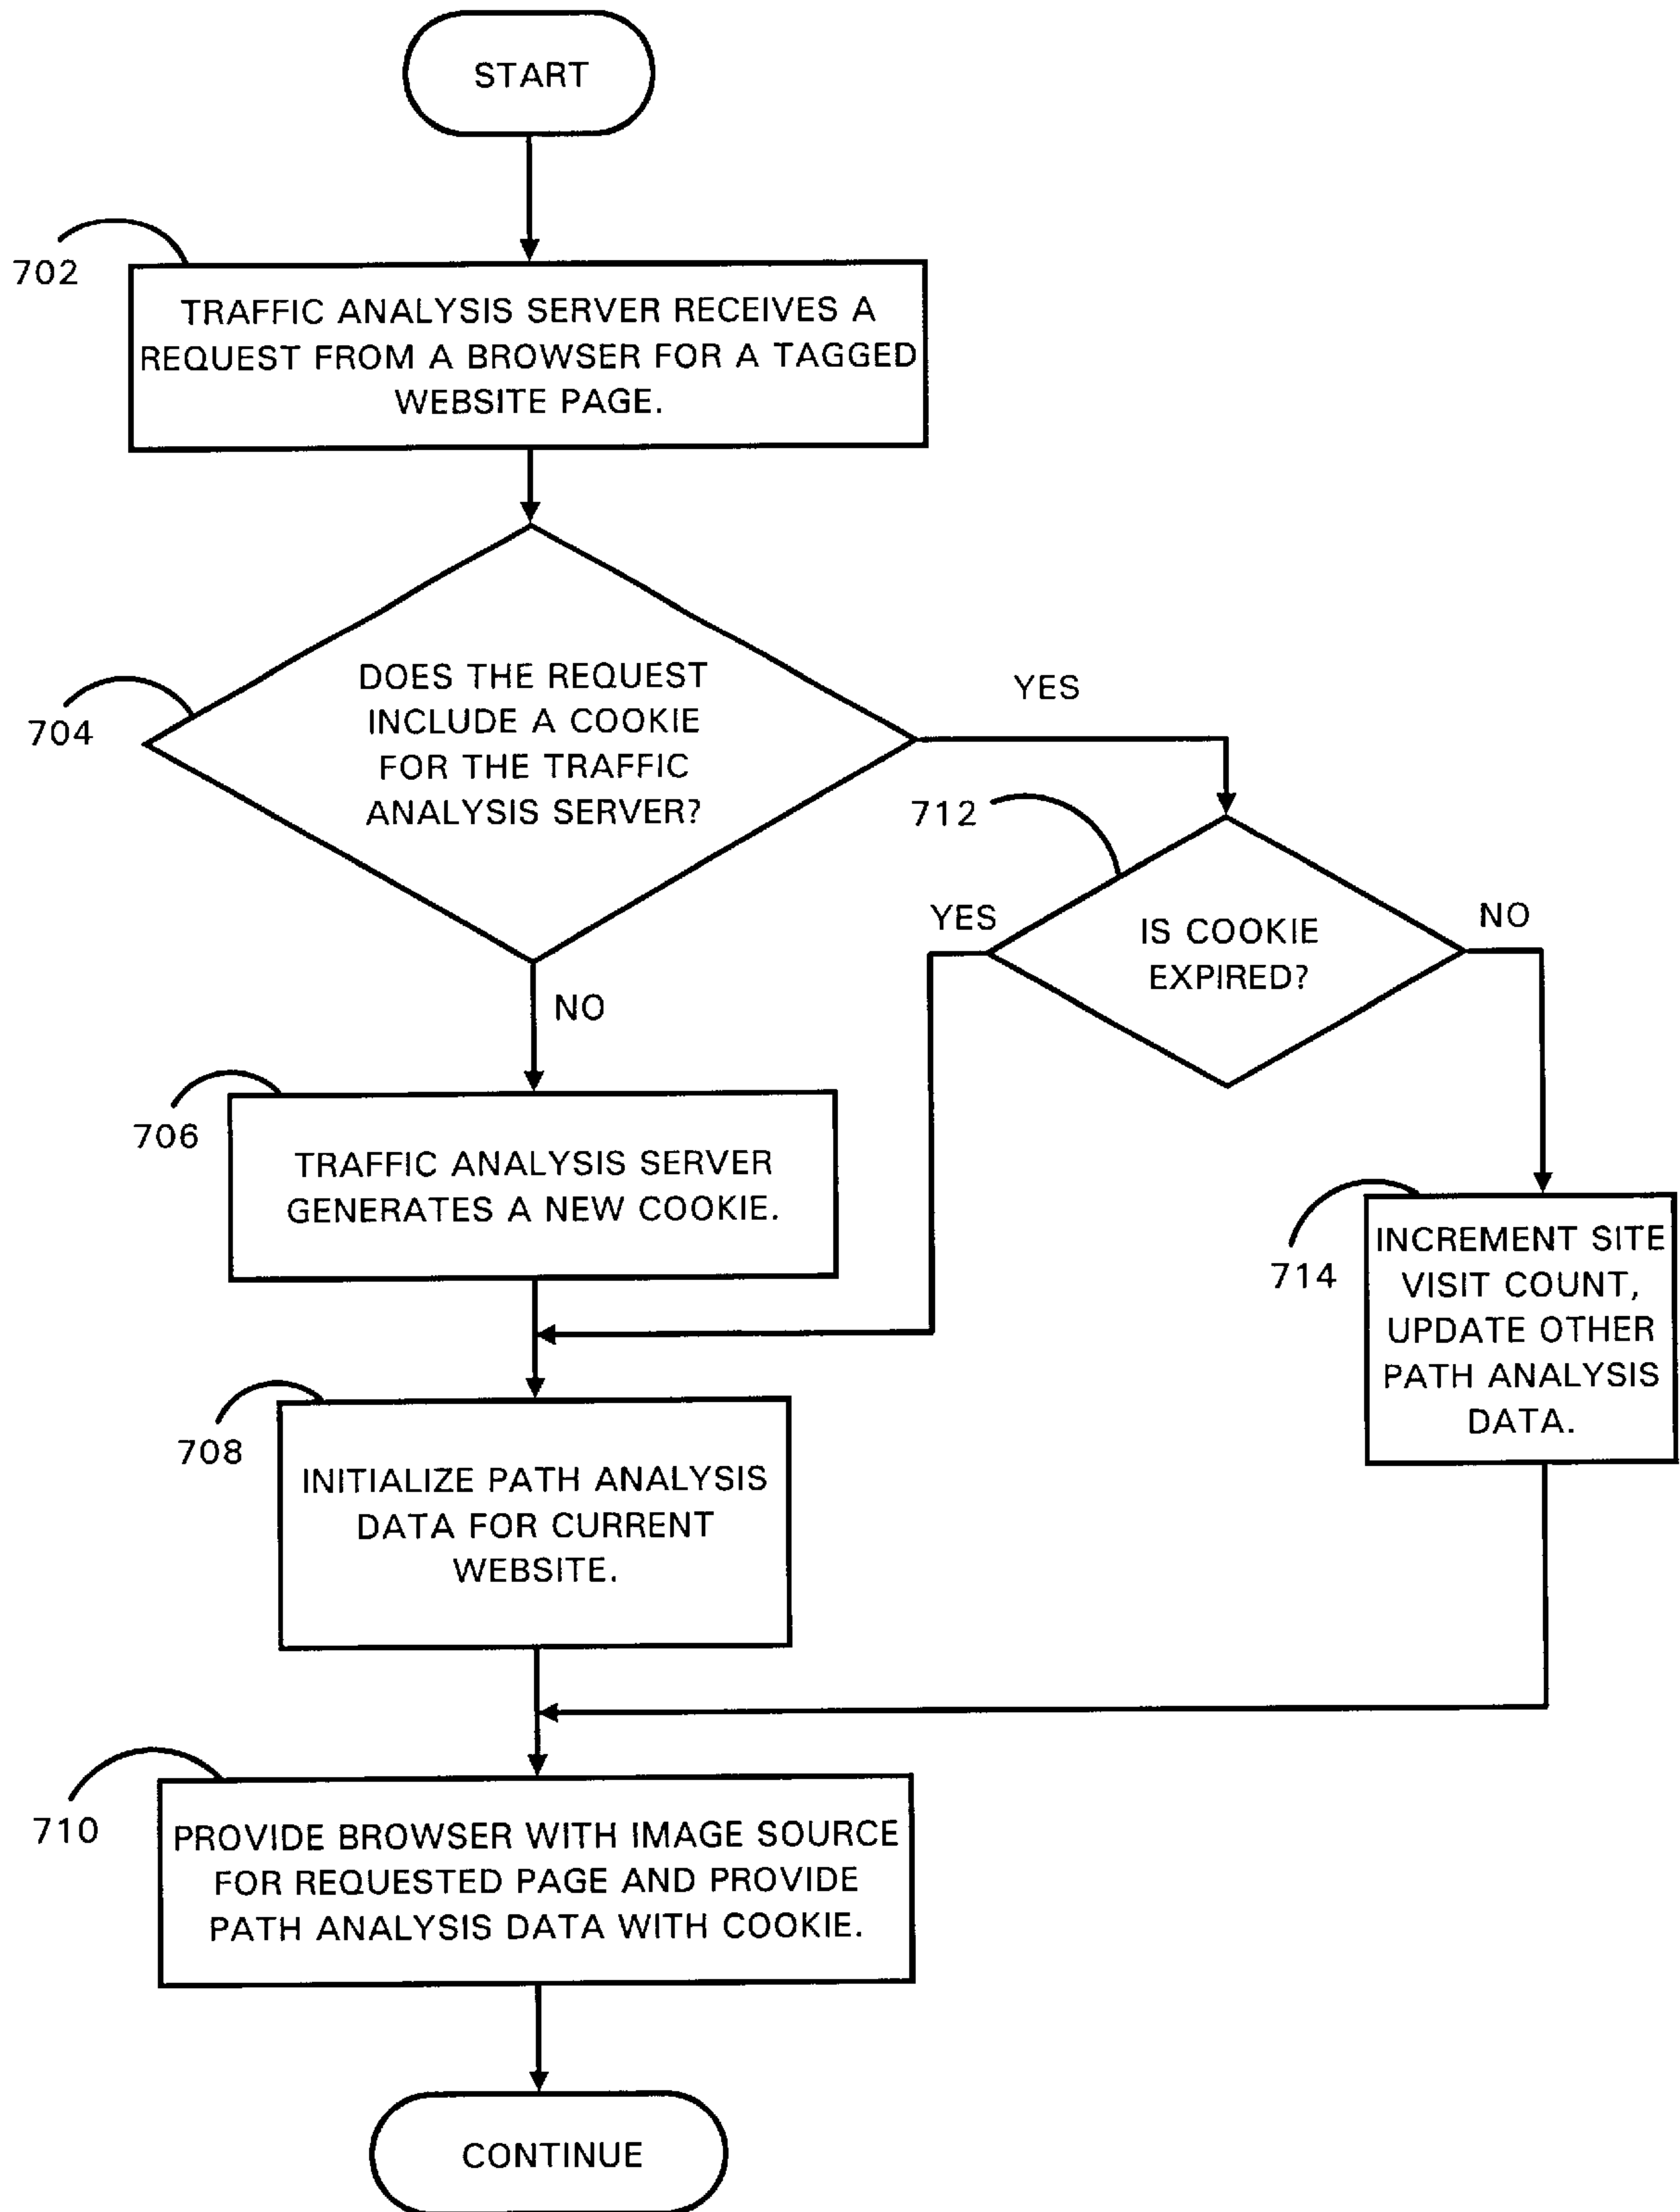 START
702
TRAFFIC ANALYSIS SERVER RECEIVES A
REQUEST FROM A BROWSER FOR A TAGGED
WEBSITE PAGE.
704
DOES THE REQUEST
INCLUDE A COOKIE
FOR THE TRAFFIC
ANALYSIS SERVER?
YES
712
IS COOKIE
EXPIRED?
YES
NO
NO
706
TRAFFIC ANALYSIS SERVER
GENERATES A NEW COOKIE.
714
INCREMENT SITE
VISIT COUNT,
UPDATE OTHER
PATH ANALYSIS
DATA.
708
INITIALIZE PATH ANALYSIS
DATA FOR CURRENT
WEBSITE.
710
PROVIDE BROWSER WITH IMAGE SOURCE
FOR REQUESTED PAGE AND PROVIDE
PATH ANALYSIS DATA WITH COOKIE.
CONTINUE